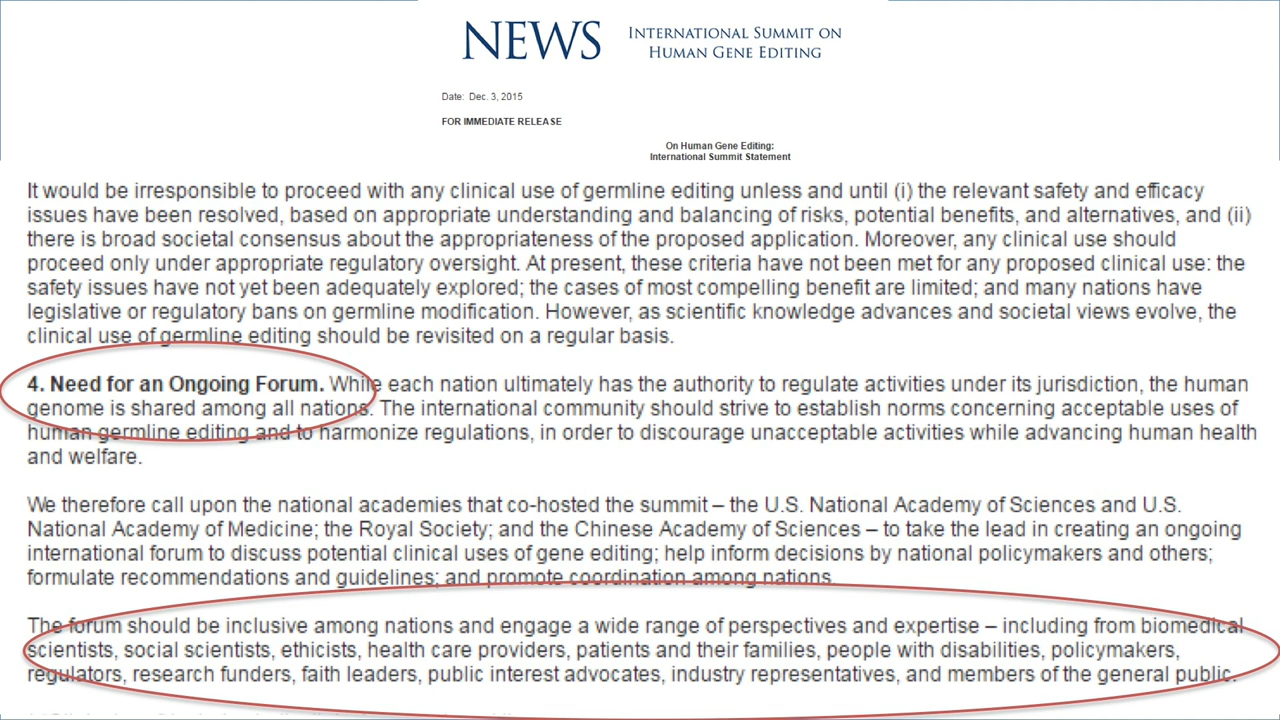 NEWS
INTERNATIONAL SUMMIT ON
HUMAN GENE EDITING
Date: Dec. 3, 2015
FOR IMMEDIATE RELEASE
On Human Gene Editing:
International Summit Statement
It would be irresponsible to proceed with any clinical use of germline editing unless and until (i) the relevant safety and efficacy
issues have been resolved, based on appropriate understanding and balancing of risks, potential benefits, and alternatives, and (ii)
there is broad societal consensus about the appropriateness of the proposed application. Moreover, any clinical use should
proceed only under appropriate regulatory oversight. At present, these criteria have not been met for any proposed clinical use: the
safety issues have not yet been adequately explored; the cases of most compelling benefit are limited; and many nations have
legislative or regulatory bans on germline modification. However, as scientific knowledge advances and societal views evolve, the
clinical use of germline editing should be revisited on a regular basis.
4. Need for an Ongoing Forum. While each nation ultimately has the authority to regulate activities under its jurisdiction, the human
genome is shared among all nations. The international community should strive to establish norms concerning acceptable uses of
human germline editing and to harmonize regulations, in order to discourage unacceptable activities while advancing human health
and welfare.
We therefore call upon the national academies that co-hosted the summit – the U.S. National Academy of Sciences and U.S.
National Academy of Medicine; the Royal Society; and the Chinese Academy of Sciences – to take the lead in creating an ongoing
international forum to discuss potential clinical uses of gene editing; help inform decisions by national policymakers and others;
formulate recommendations and guidelines; and promote coordination among nations.
The forum should be inclusive among nations and engage a wide range of perspectives and expertise – including from biomedical
scientists, social scientists, ethicists, health care providers, patients and their families, people with disabilities, policymakers,
regulators, research funders, faith leaders, public interest advocates, industry representatives, and members of the general public.